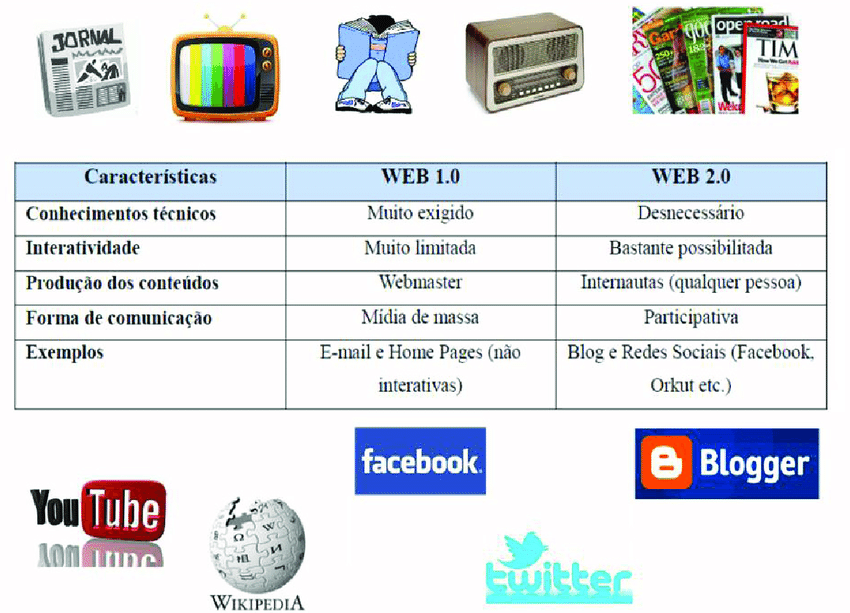 JORNAL
open road
TIM
Características WEB 1.0 WEB 2.0
Conhecimentos técnicos Muito exigido Desnecessário
Interatividade Muito limitada Bastante possibilitada
Produção dos conteúdos Webmaster Internautas (qualquer pessoa)
Forma de comunicação Mídia de massa Participativa
Exemplos E-mail e Home Pages (não Blog e Redes Sociais (Facebook,
interativas) Orkut etc.)
facebook.
Blogger
YouTube
WIKIPEDIA
twitter